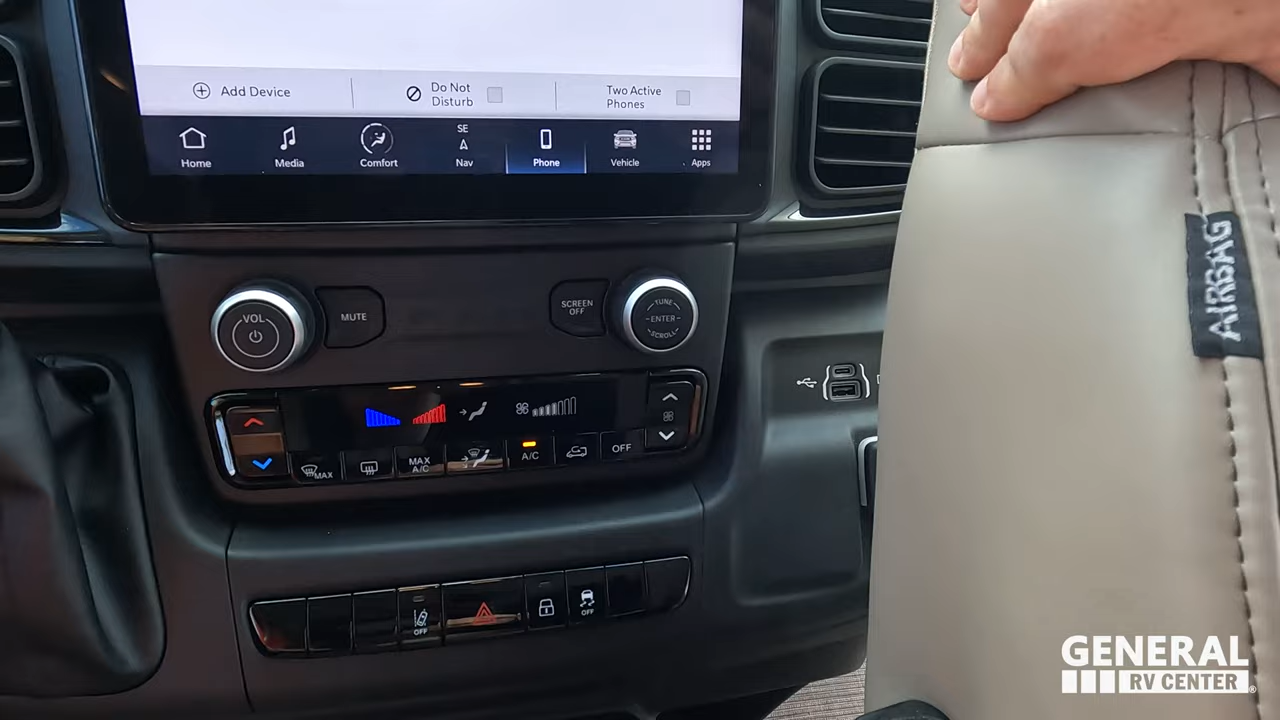 Add Device
Do Not
Disturb
Two Active
Phones
SE
Home
Media
Comfort
Nav
Phone
Vehicle
Apps
VOL
MUTE
SCREEN
OFF
TUNE
ENTER
SCROLL
AIRBAG
MAX
MAX
A/C
A/C
OFF
OFF
OFF
GENERAL
RV CENTER®